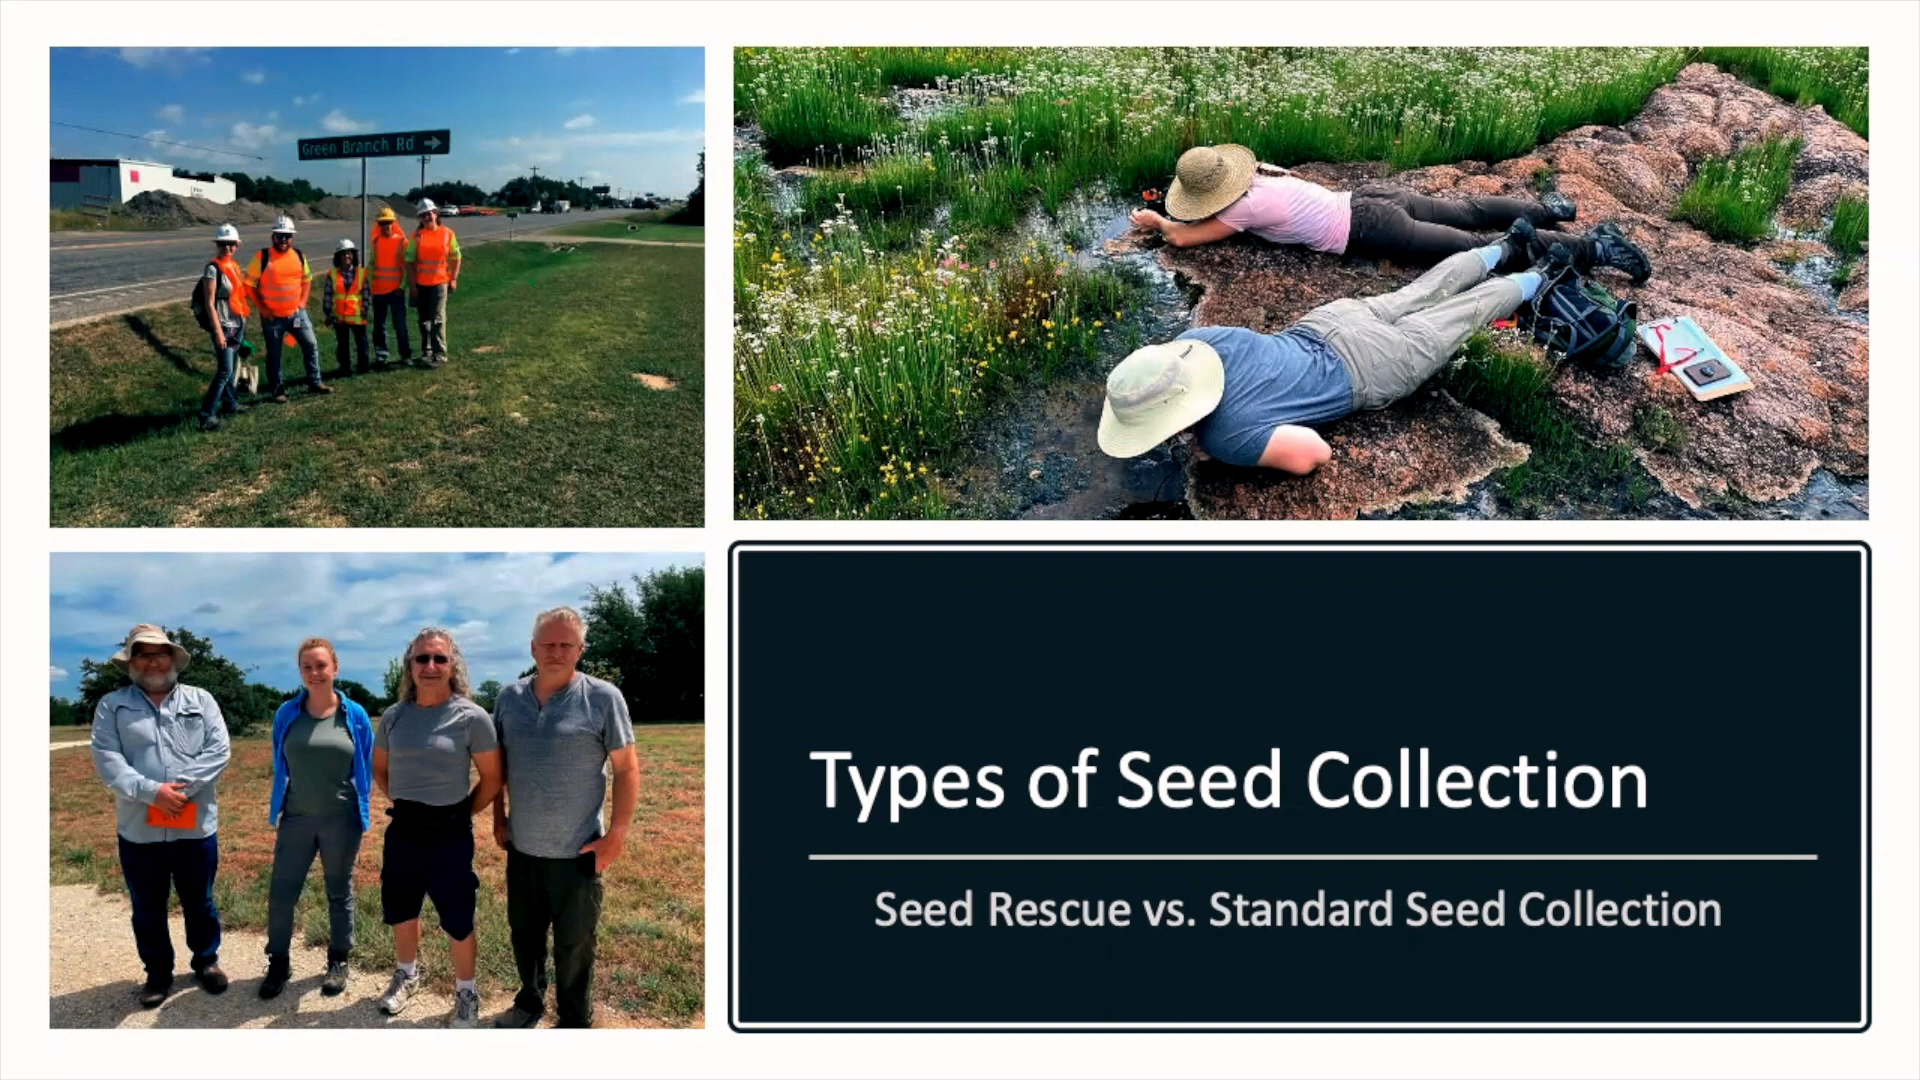 Green Branch Rd →
Types of Seed Collection
Seed Rescue vs. Standard Seed Collection